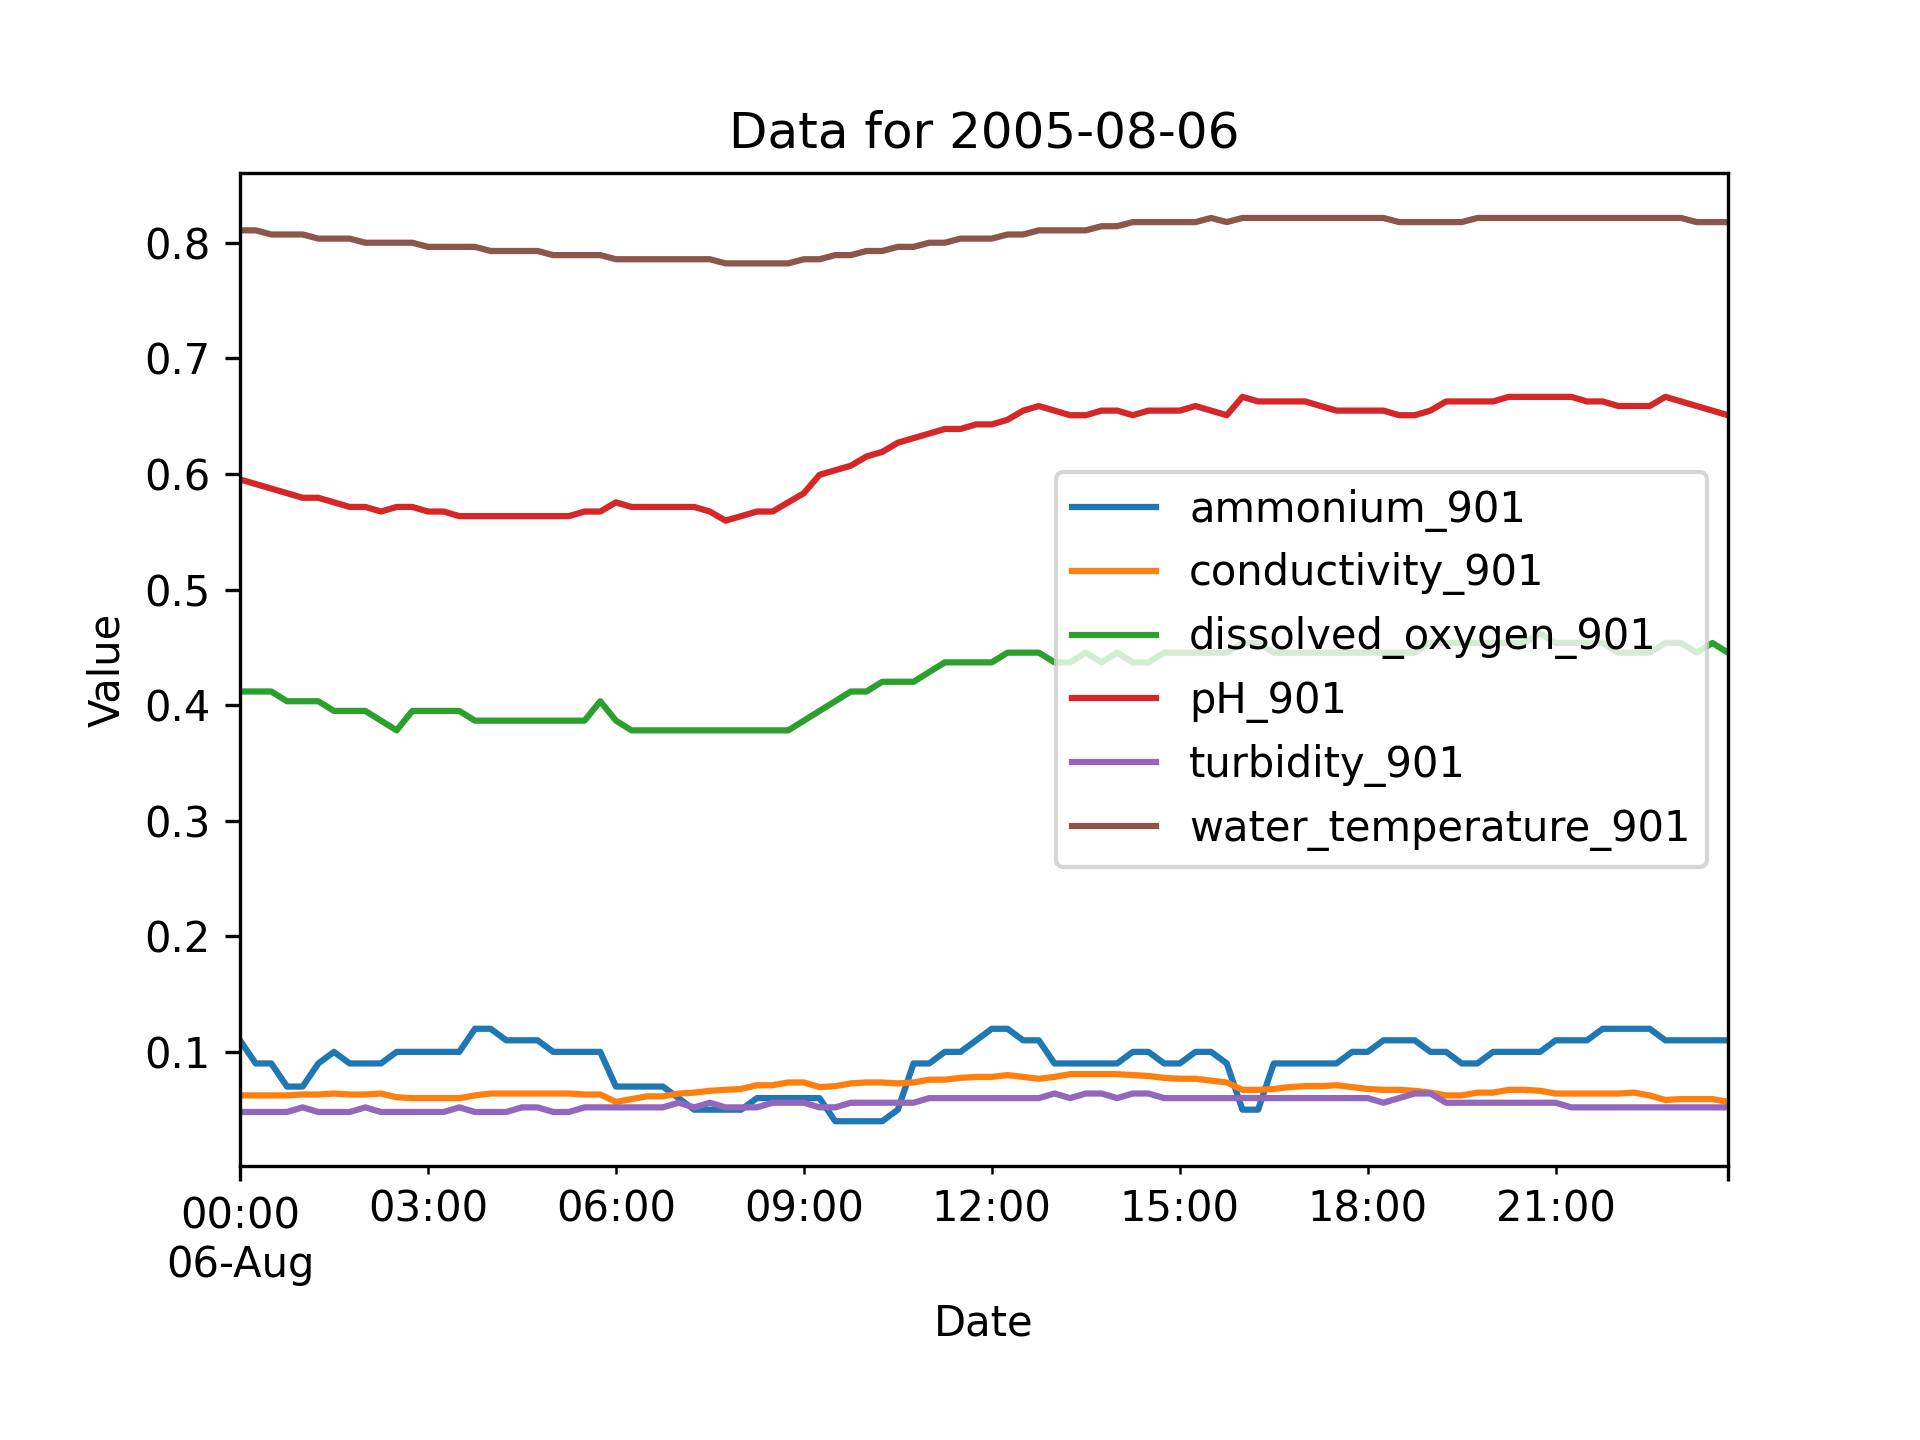 Data for 2005-08-06
0.8
0.7
0.6
0.5
0.4
0.3
0.2
0.1
Value
ammonium_901
conductivity_901
dissolved_oxygen_901
pH_901
turbidity_901
water_temperature_901
00:00 03:00 06:00 09:00 12:00 15:00 18:00 21:00
06-Aug
Date